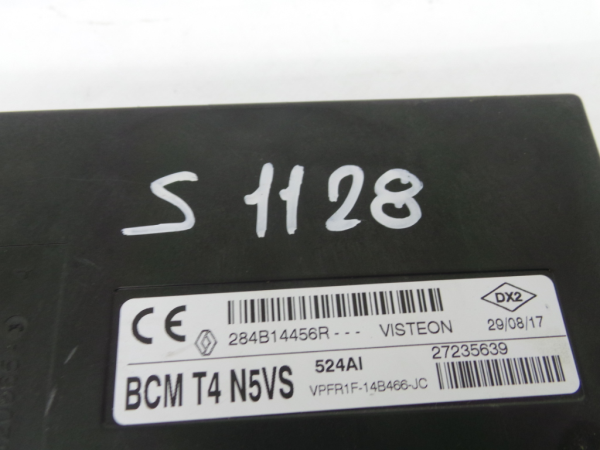 S 1128
CE 284B14456R--- VISTEON 29/08/17
DX2
BCM T4 N5VS 524AI 27235639
VPFR1F-14B466-JC